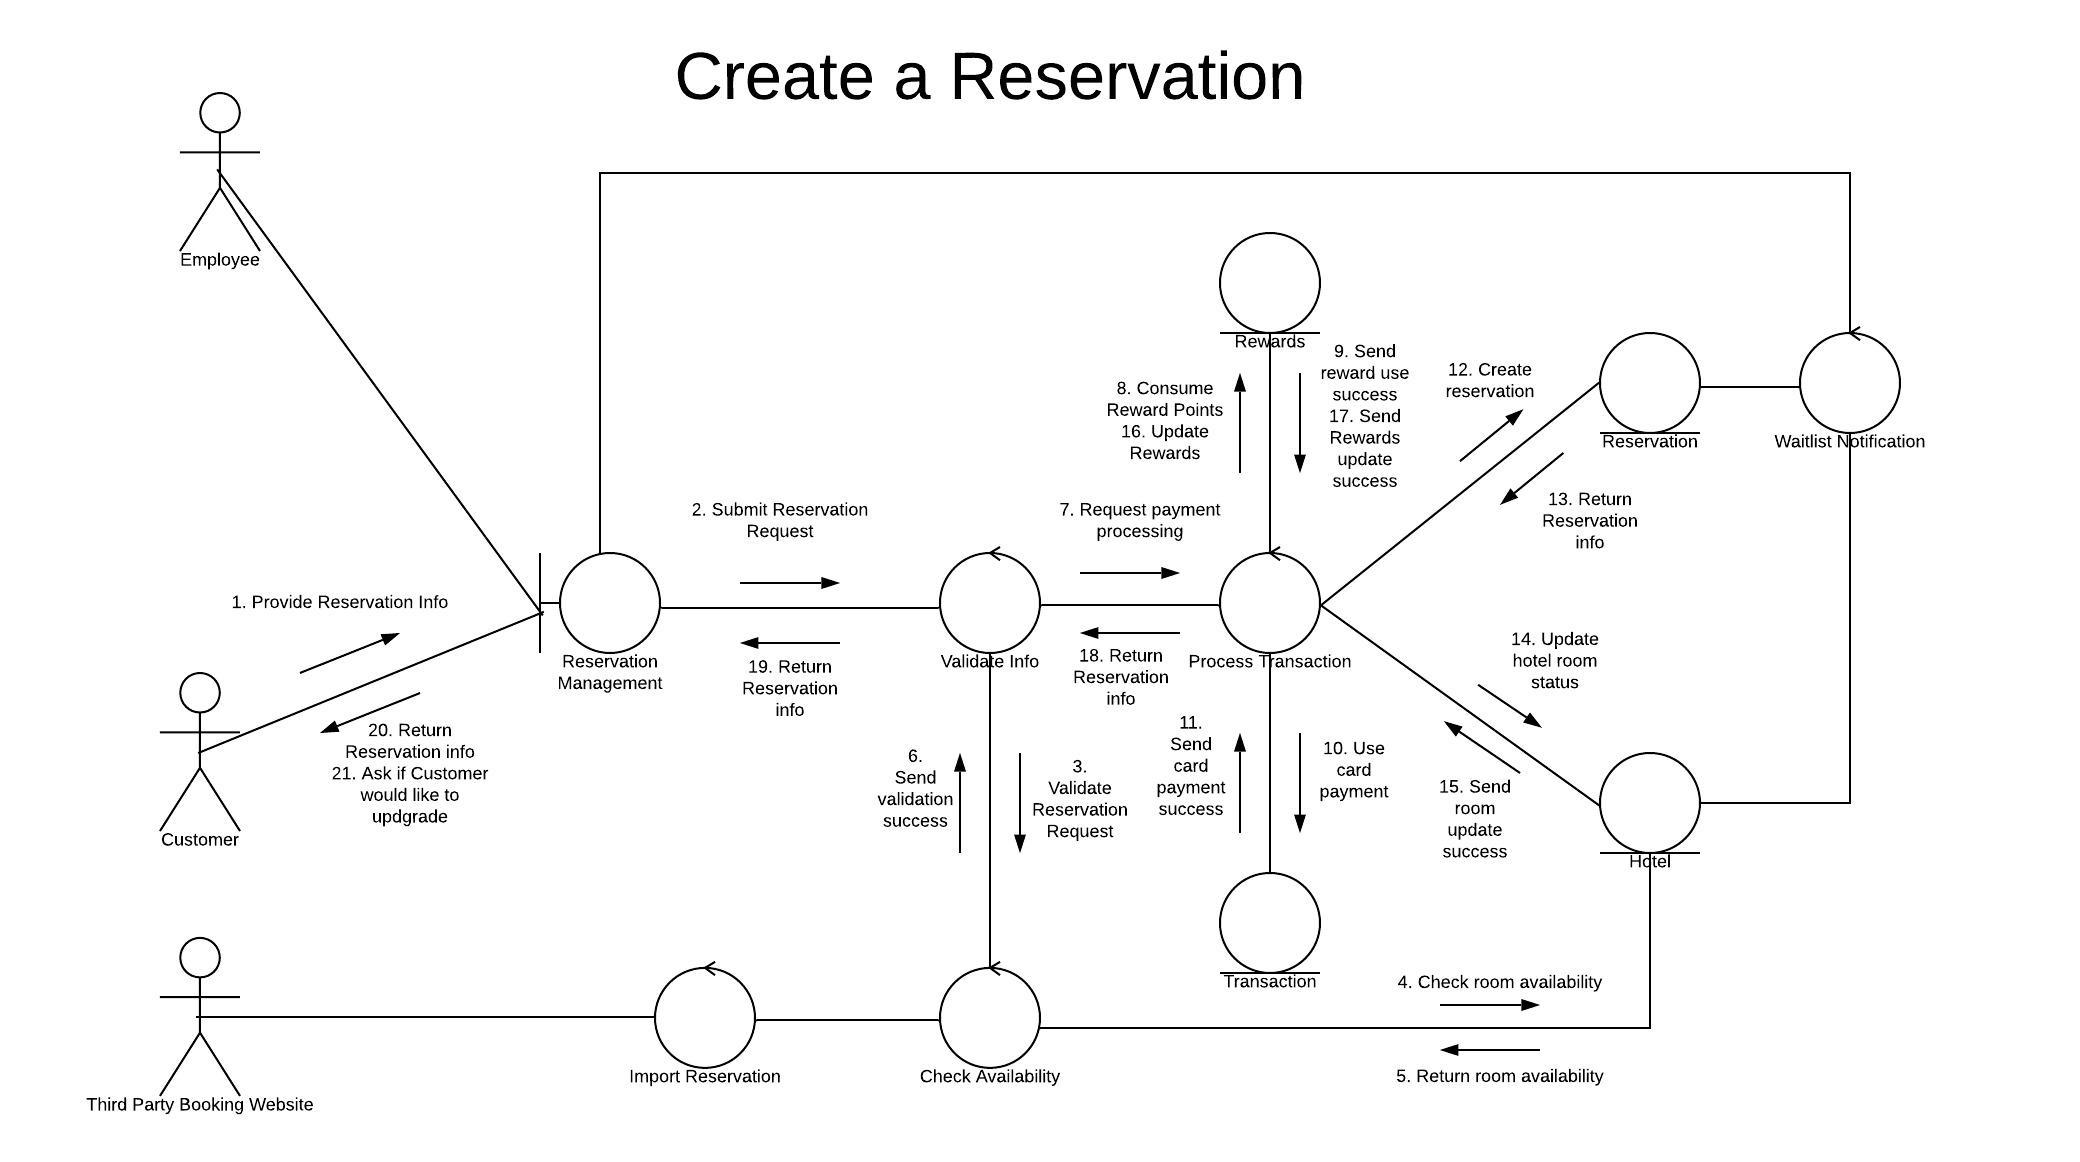 Create a Reservation
Employee
Rewards
9. Send
reward use
success
17. Send
Rewards
update
success
8. Consume
Reward Points
16. Update
Rewards
12. Create
reservation
Reservation
Waitlist Notification
13. Return
Reservation
info
2. Submit Reservation
Request
7. Request payment
processing
1. Provide Reservation Info
Reservation
Management
19. Return
Reservation
info
Validate Info
18. Return
Reservation
info
Process Transaction
14. Update
hotel room
status
20. Return
Reservation info
21. Ask if Customer
would like to
updgrade
Customer
6.
Send
validation
success
3.
Validate
Reservation
Request
11.
Send
card
payment
success
10. Use
card
payment
15. Send
room
update
success
Hotel
Transaction
4. Check room availability
5. Return room availability
Import Reservation
Check Availability
Third Party Booking Website